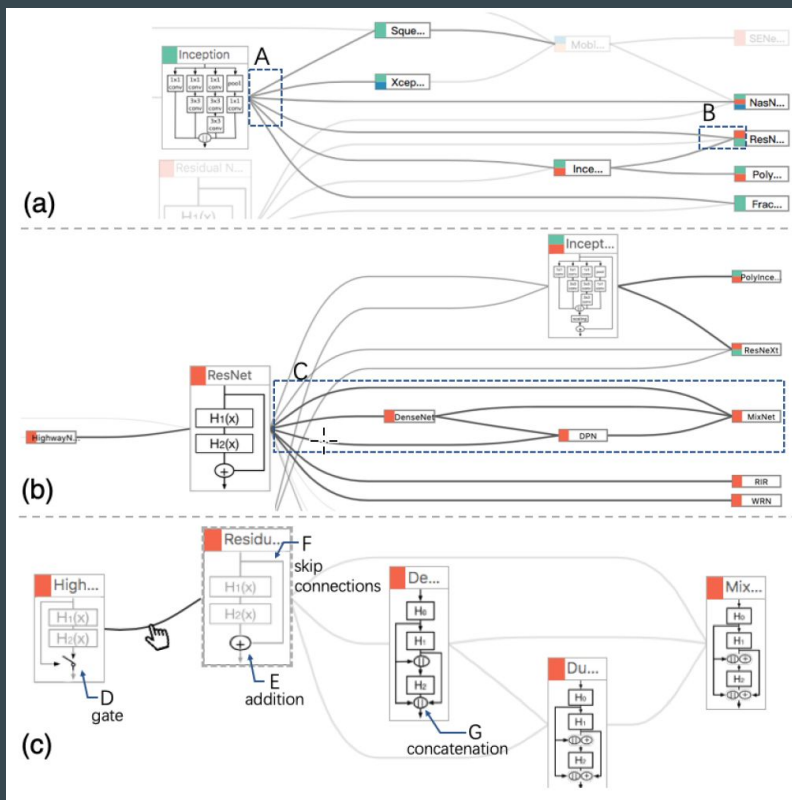 A
Inception
1x1 conv
1x1 conv
1x1 conv
pool
3x3 conv
3x3 conv
1x1 conv
3x3 conv
Sque...
Mobl...
SENe...
Xcep...
NasN...
B
ResN...
Residual N...
H1(x)
Ince...
Poly...
Frac...
(a)
Incept...
PolyInce...
ResNeXt
C
ResNet
H1(x)
H2(x)
+
HighwayN...
DenseNet
MixNet
DPN
RIR
WRN
(b)
Residu...
F
skip
connections
H1(x)
H2(x)
+
High...
H1(x)
H2(x)
D
gate
E
addition
De...
H0
H1
H2
G
concatenation
Du...
H0
H1
H2
Mix...
H0
H1
H2
(c)